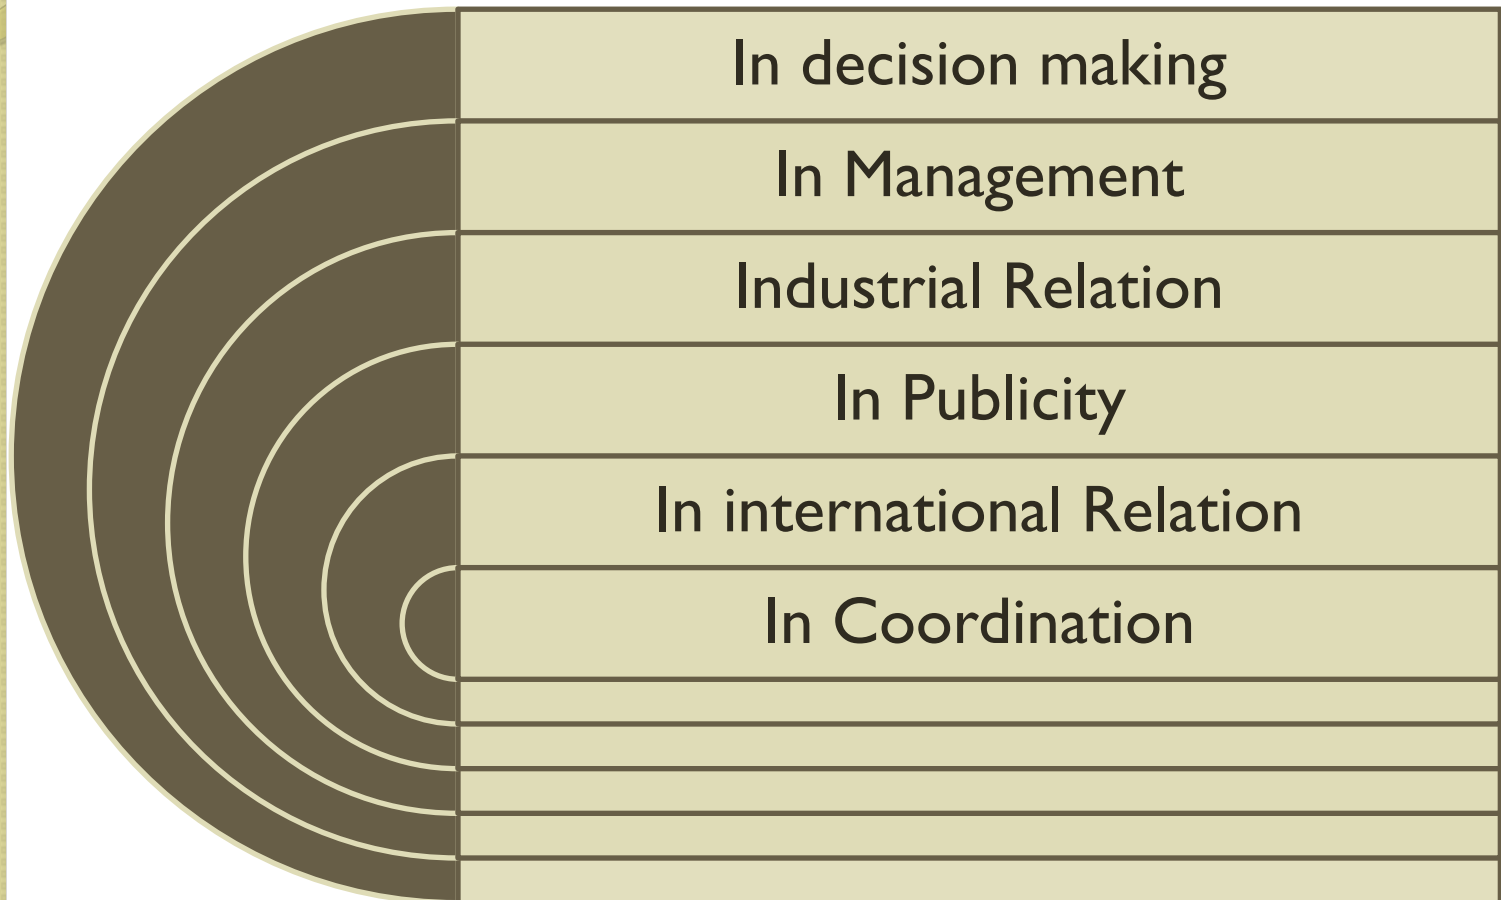 In decision making
In Management
Industrial Relation
In Publicity
In international Relation
In Coordination